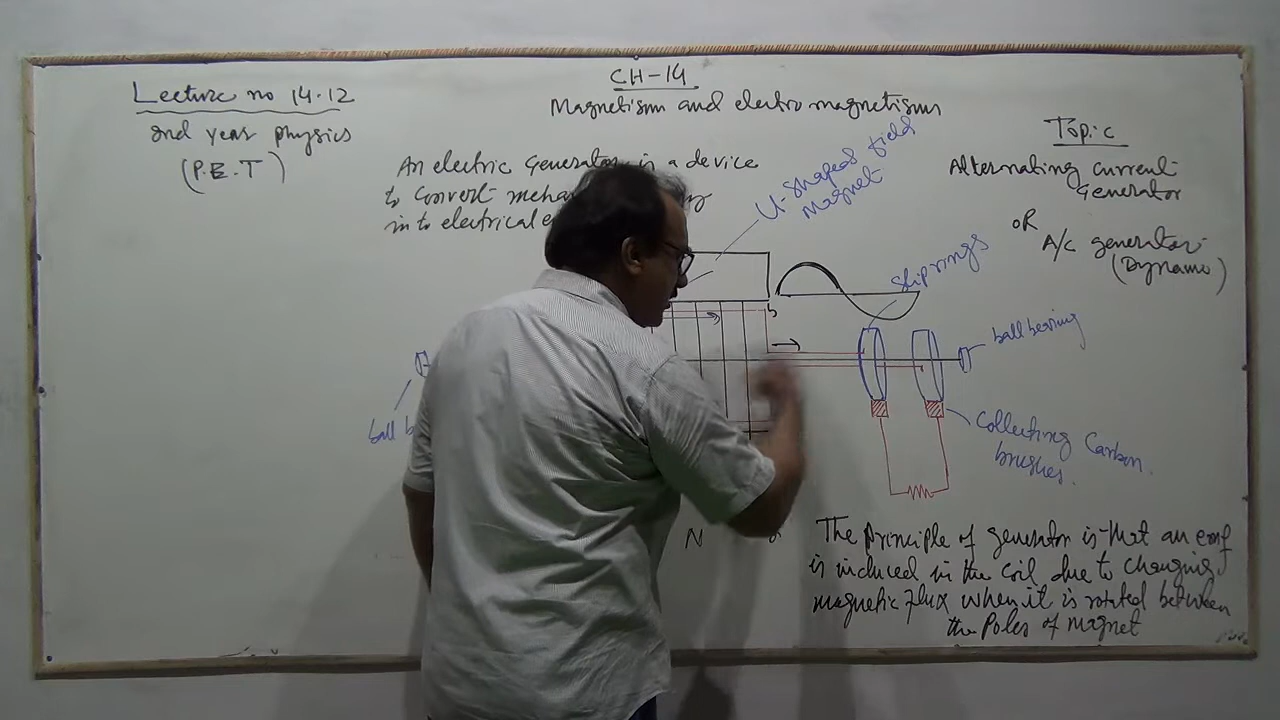 Lecture no 14.12
2nd year physics
(P.E.T)
CH-14
Magnetism and electromagnetism
Topic
Alternating current
Generator
OR
A/C generator
(Dynamo)
An electric Generator is a device
to convert
in to electrical
U-shaped field
Magnet
Slip rings
ball bearing
b
ball b
Collecting Carbon
brushes.
N
The principle of generator is that an emf
is induced in the coil due to changing
magnetic flux when it is rotated between
the poles of magnet